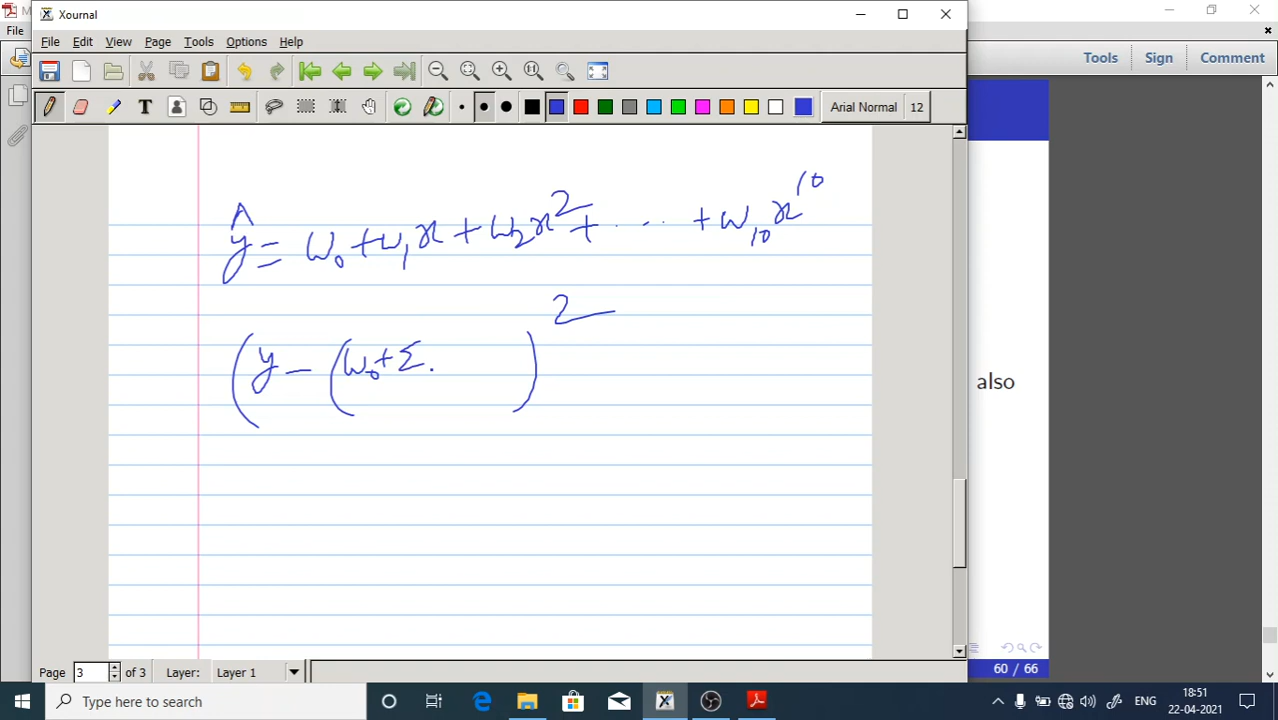 Xournal
File Edit View Page Tools Options Help
Tools Sign Comment
File
Arial Normal 12
ŷ = w₀ + w₁x + w₂x² + ..... + w₁₀x¹⁰
(y - (w₀ + Σ. )²
also
Page 3 of 3 Layer: Layer 1
60 / 66
Type here to search
ENG
18:51
22-04-2021